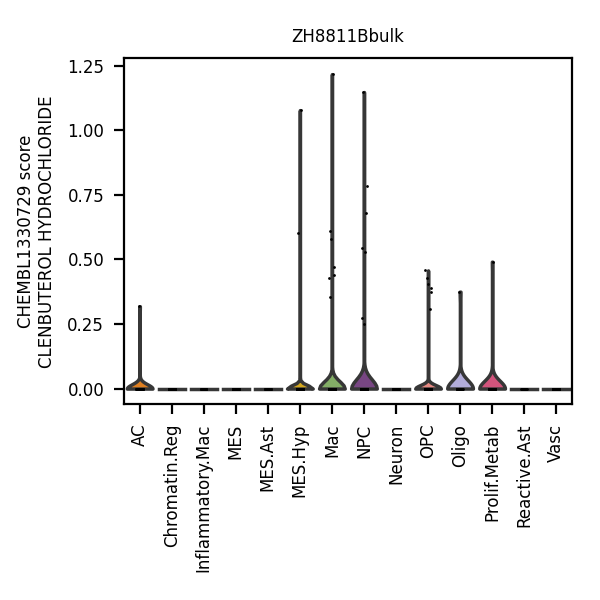 ZH8811Bbulk
CHEMBL1330729 score
CLENBUTEROL HYDROCHLORIDE
1.25
1.00
0.75
0.50
0.25
0.00
AC
Chromatin.Reg
Inflammatory.Mac
MES
MES.Ast
MES.Hyp
Mac
NPC
Neuron
OPC
Oligo
Prolif.Metab
Reactive.Ast
Vasc